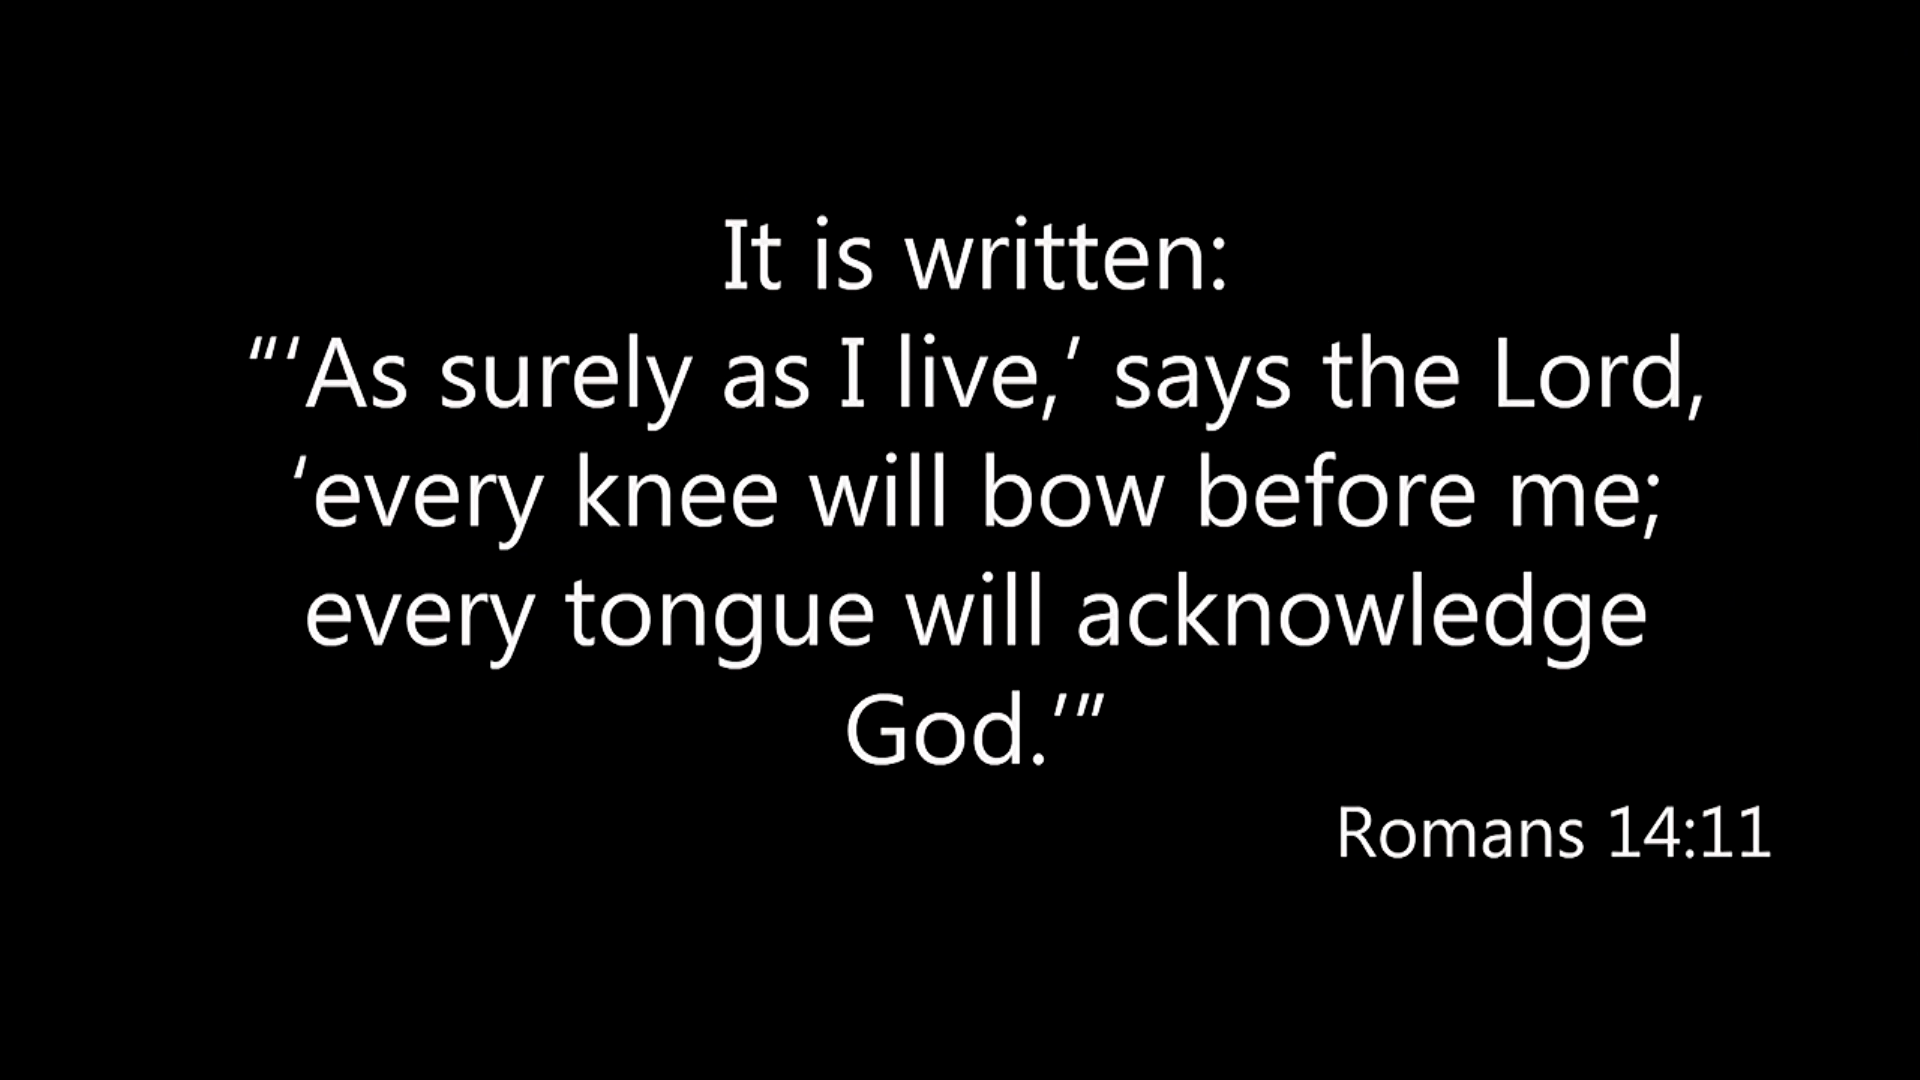 It is written:
“‘As surely as I live,’ says the Lord,
‘every knee will bow before me;
every tongue will acknowledge
God.’”
Romans 14:11